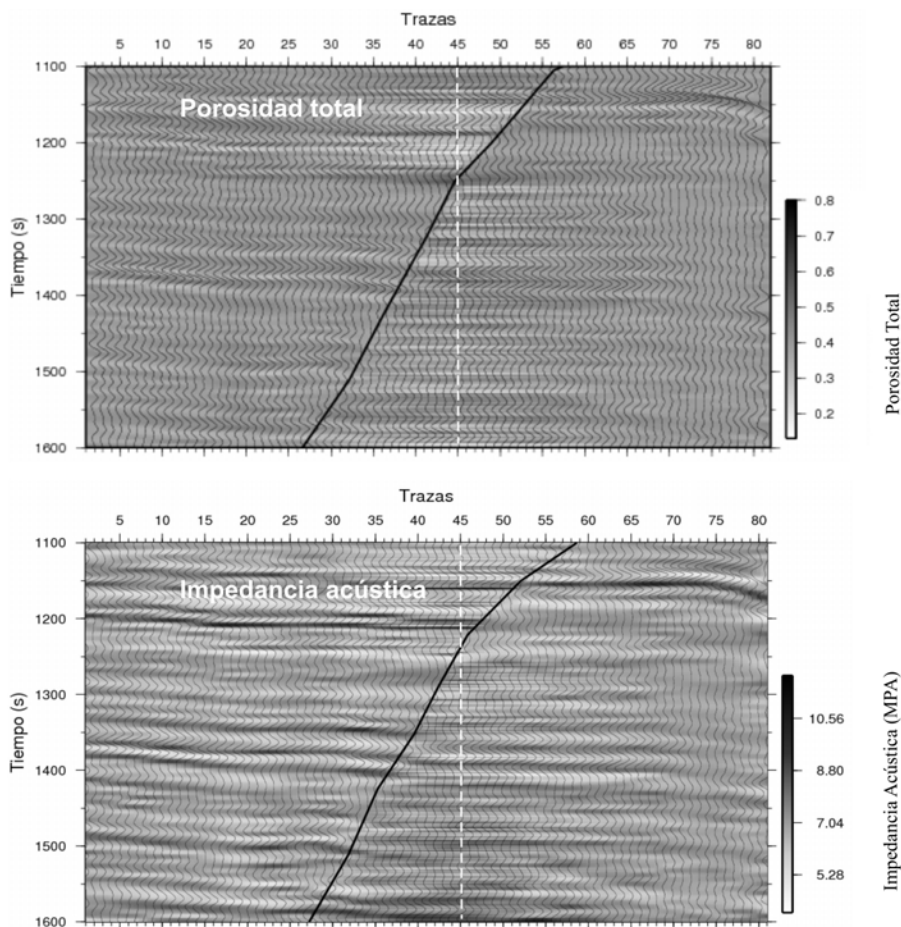 Trazas
5 10 15 20 25 30 35 40 45 50 55 60 65 70 75 80
Porosidad total
Tiempo (s)
1100
1200
1300
1400
1500
1600
0.8
0.7
0.6
0.5
0.4
0.3
0.2
Porosidad Total
Trazas
5 10 15 20 25 30 35 40 45 50 55 60 65 70 75 80
Impedancia acústica
Tiempo (s)
1100
1200
1300
1400
1500
1600
10.56
8.80
7.04
5.28
Impedancia Acústica (MPA)